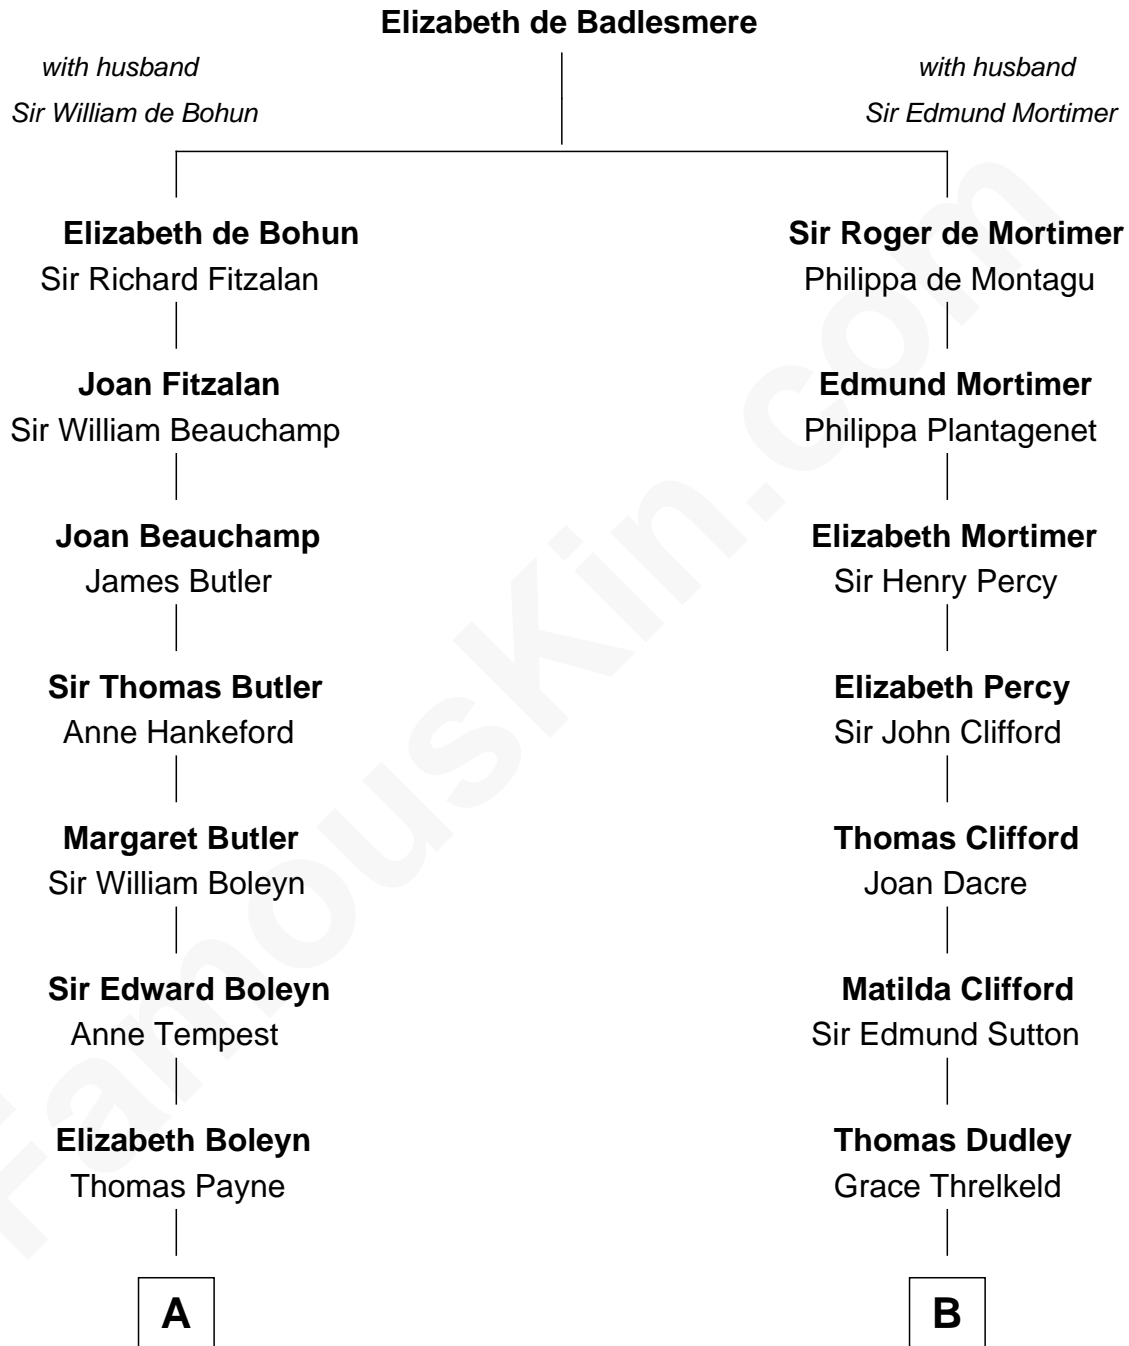 Elizabeth de Badlesmere
with husband
Sir William de Bohun
with husband
Sir Edmund Mortimer
Elizabeth de Bohun
Sir Richard Fitzalan
Sir Roger de Mortimer
Philippa de Montagu
Joan Fitzalan
Sir William Beauchamp
Edmund Mortimer
Philippa Plantagenet
Joan Beauchamp
James Butler
Elizabeth Mortimer
Sir Henry Percy
Sir Thomas Butler
Anne Hankeford
Elizabeth Percy
Sir John Clifford
Margaret Butler
Sir William Boleyn
Thomas Clifford
Joan Dacre
Sir Edward Boleyn
Anne Tempest
Matilda Clifford
Sir Edmund Sutton
Elizabeth Boleyn
Thomas Payne
Thomas Dudley
Grace Threlkeld
A
B
FamousKin.com